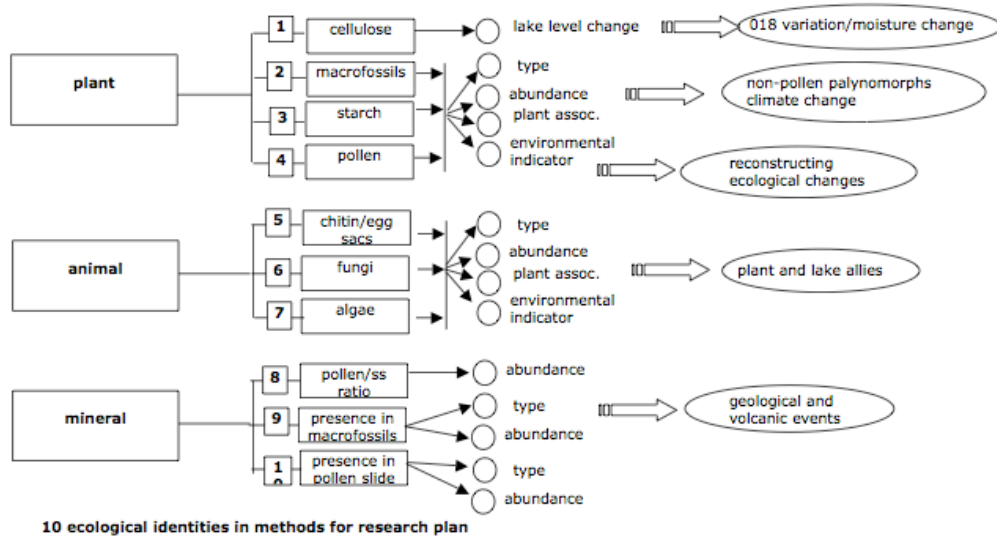 1
cellulose
lake level change
018 variation/moisture change
plant
2
macrofossils
type
abundance
non-pollen palynomorphs
climate change
3
starch
plant assoc.
4
pollen
environmental
indicator
reconstructing
ecological changes
5
chitin/egg
sacs
type
animal
6
fungi
abundance
plant assoc.
plant and lake allies
7
algae
environmental
indicator
8
pollen/ss
ratio
abundance
mineral
9
presence in
macrofossils
type
abundance
geological and
volcanic events
10
presence in
pollen slide
type
abundance
10 ecological identities in methods for research plan